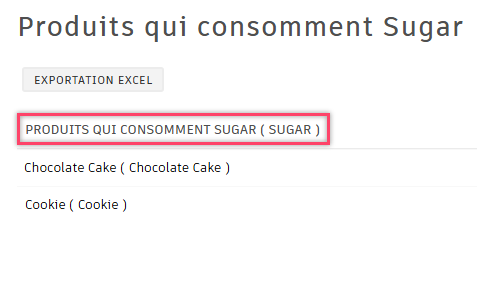 Produits qui consomment Sugar
EXPORTATION EXCEL
PRODUITS QUI CONSOMMENT SUGAR ( SUGAR )
Chocolate Cake ( Chocolate Cake )
Cookie ( Cookie )